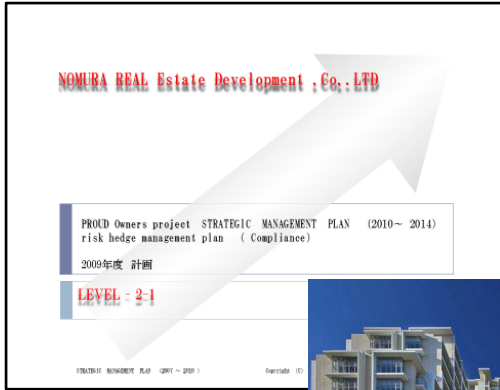 NOMURA REAL Estate Development .Co,.LTD
PROUD Owners project STRATEGIC MANAGEMENT PLAN (2010～ 2014)
risk hedge management plan ( Compliance)
2009年度 計画
LEVEL - 2-1
STRATEGIC MANAGEMENT PLAN (2007 ～ 2010 )
Copyright (C)